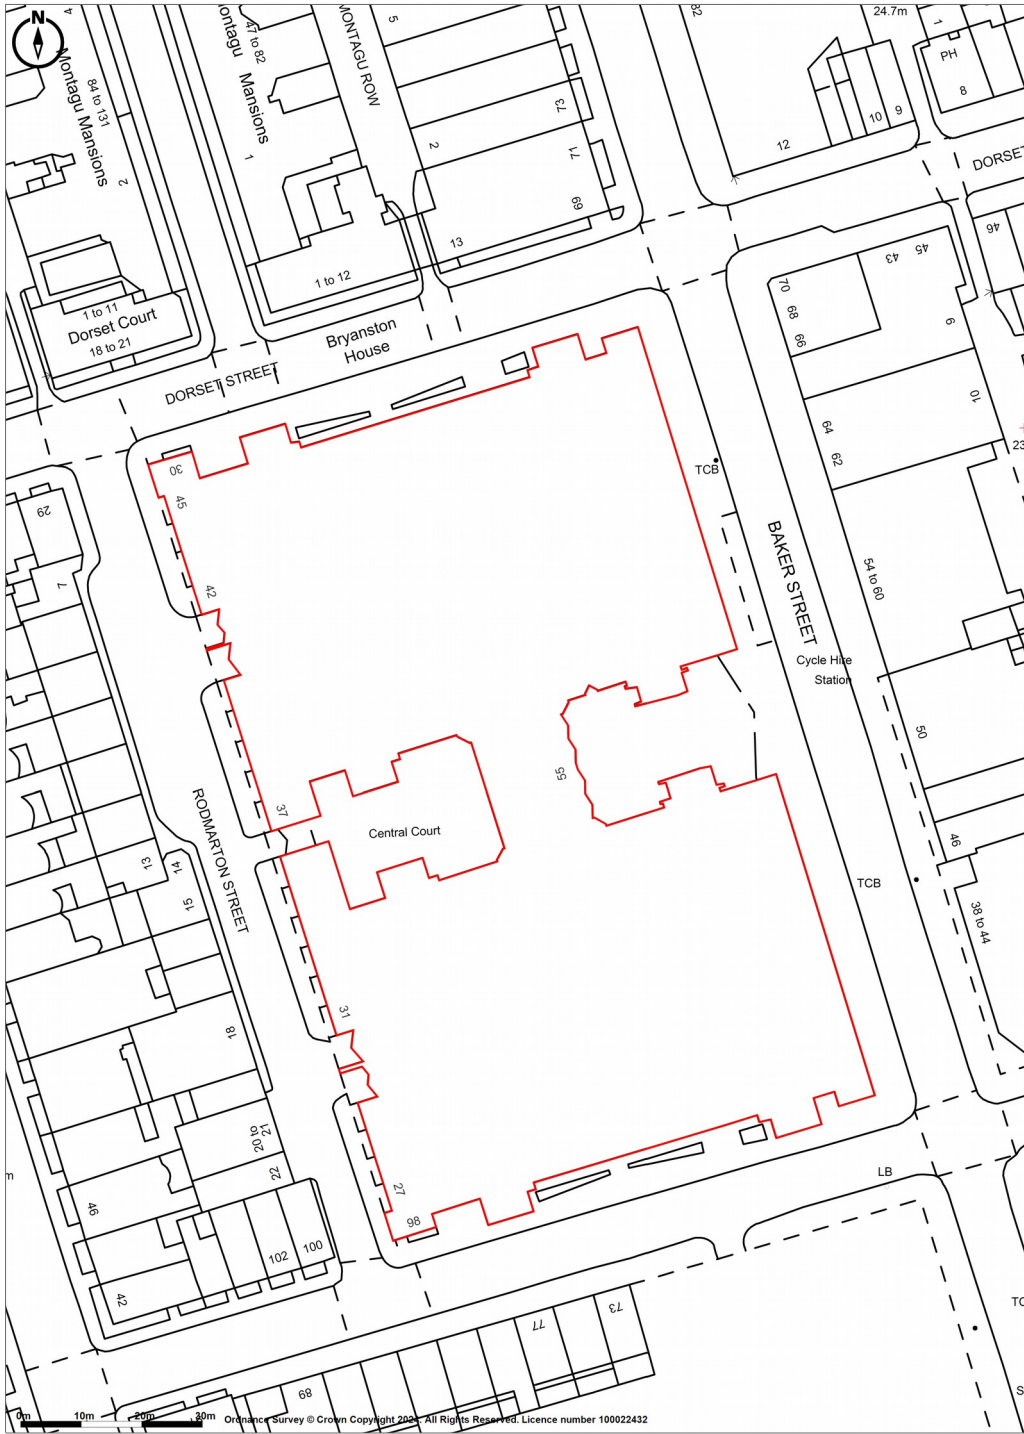 N
4
Montagu Mansions
84 to 131
2
47 to 82
Montagu Mansions
1
MONTAGU ROW
5
73
71
69
2
13
82
24.7m
1
PH
8
9
10
12
DORSET
1 to 12
1 to 11
Dorset Court
18 to 21
Bryanston
House
DORSET STREET
70
68
66
43
45
46
6
10
64
62
23
30
45
TCB
29
7
42
BAKER STREET
54 to 60
Cycle Hire
Station
50
55
37
Central Court
RODMARTON STREET
13
14
15
46
TCB
38 to 44
31
18
20 to
21
22
27
98
LB
46
102
100
42
m
73
77
89
TC
S
0m
10m
20m
30m
Ordnance Survey © Crown Copyright 2024. All Rights Reserved. Licence number 100022432